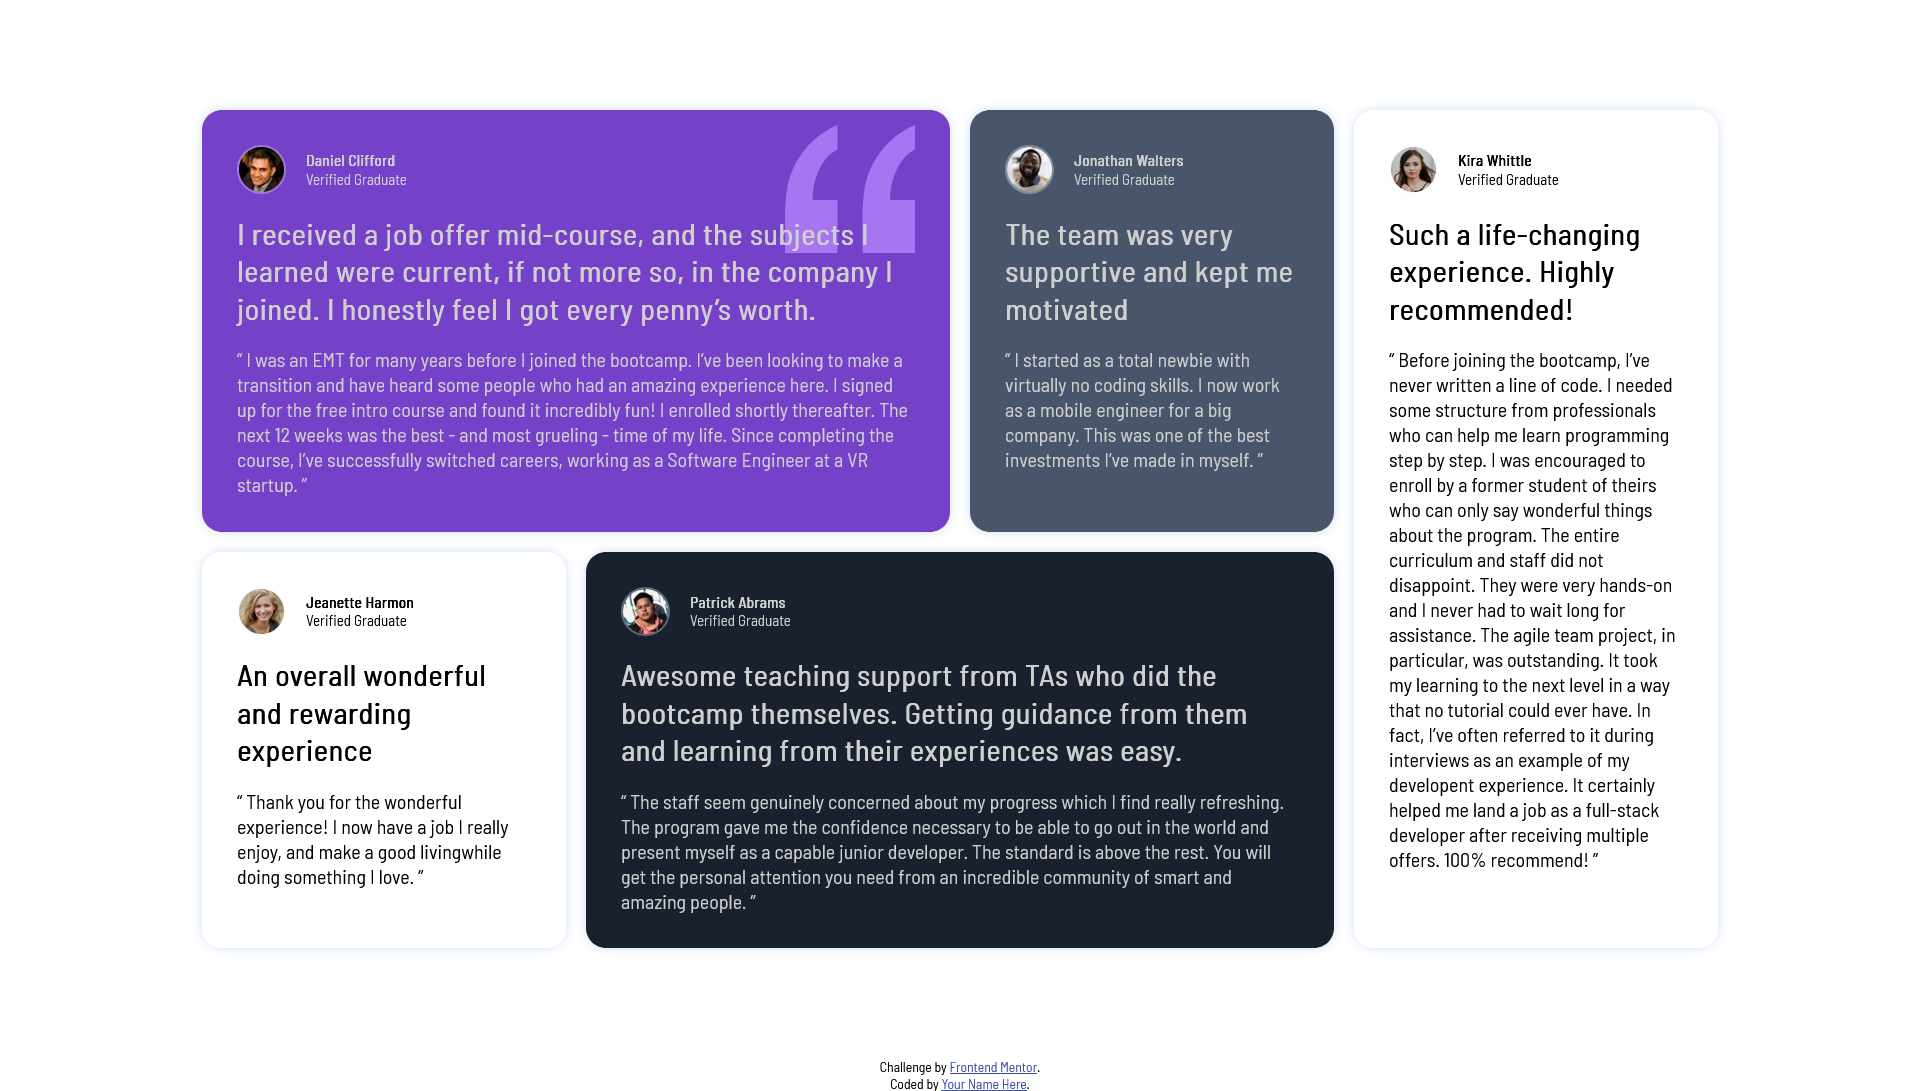 Daniel Clifford
Verified Graduate
I received a job offer mid-course, and the subjects I
learned were current, if not more so, in the company I
joined. I honestly feel I got every penny’s worth.
“ I was an EMT for many years before I joined the bootcamp. I’ve been looking to make a
transition and have heard some people who had an amazing experience here. I signed
up for the free intro course and found it incredibly fun! I enrolled shortly thereafter. The
next 12 weeks was the best - and most grueling - time of my life. Since completing the
course, I’ve successfully switched careers, working as a Software Engineer at a VR
startup. ”
Jonathan Walters
Verified Graduate
The team was very
supportive and kept me
motivated
“ I started as a total newbie with
virtually no coding skills. I now work
as a mobile engineer for a big
company. This was one of the best
investments I’ve made in myself. ”
Kira Whittle
Verified Graduate
Such a life-changing
experience. Highly
recommended!
“ Before joining the bootcamp, I’ve
never written a line of code. I needed
some structure from professionals
who can help me learn programming
step by step. I was encouraged to
enroll by a former student of theirs
who can only say wonderful things
about the program. The entire
curriculum and staff did not
disappoint. They were very hands-on
and I never had to wait long for
assistance. The agile team project, in
particular, was outstanding. It took
my learning to the next level in a way
that no tutorial could ever have. In
fact, I’ve often referred to it during
interviews as an example of my
developent experience. It certainly
helped me land a job as a full-stack
developer after receiving multiple
offers. 100% recommend! ”
Jeanette Harmon
Verified Graduate
An overall wonderful
and rewarding
experience
“ Thank you for the wonderful
experience! I now have a job I really
enjoy, and make a good livingwhile
doing something I love. ”
Patrick Abrams
Verified Graduate
Awesome teaching support from TAs who did the
bootcamp themselves. Getting guidance from them
and learning from their experiences was easy.
“ The staff seem genuinely concerned about my progress which I find really refreshing.
The program gave me the confidence necessary to be able to go out in the world and
present myself as a capable junior developer. The standard is above the rest. You will
get the personal attention you need from an incredible community of smart and
amazing people. ”
Challenge by Frontend Mentor.
Coded by Your Name Here.